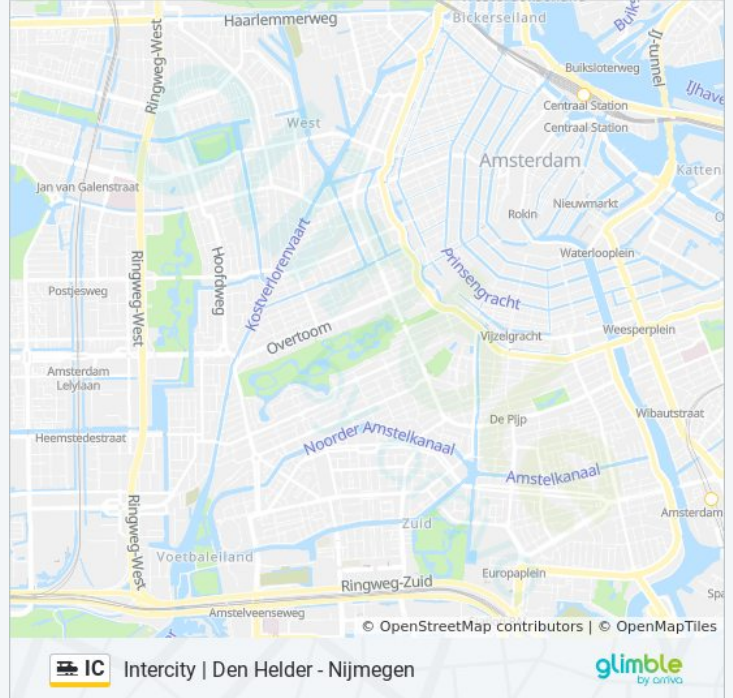 Haarlemmerweg
Bickerseiland
Buiks
IJ-tunnel
Ringweg-West
Buiksloterweg
IJhave
Centraal Station
West
Centraal Station
Amsterdam
Katten
Jan van Galenstraat
Nieuwmarkt
Rokin
O
Kostverlorenvaart
Waterlooplein
Hoofdweg
Ringweg-West
Prinsengracht
Postjesweg
Overtoom
Vijzelgracht
Weesperplein
Amsterdam
Lelylaan
De Pijp
Wibautstraat
Heemstedestraat
Noorder Amstelkanaal
Amstelkanaal
Ringweg-West
Amsterdam
Zuid
Voetbaleiland
Europaplein
Ringweg-Zuid
Spa
Amstelveenseweg
© OpenStreetMap contributors | © OpenMapTiles
IC Intercity | Den Helder - Nijmegen
glimble
by arriva